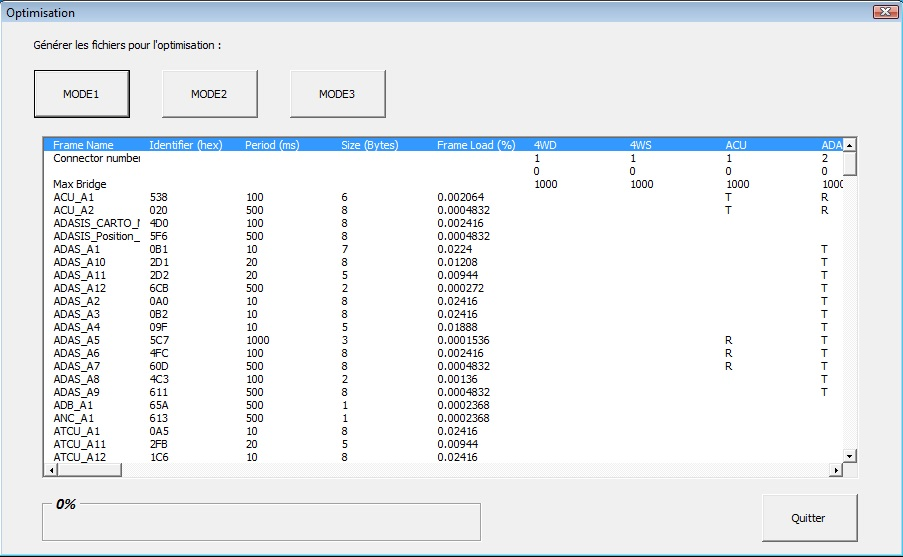 Optimisation
Générer les fichiers pour l'optimisation :
MODE1 MODE2 MODE3
Frame Name Identifier (hex) Period (ms) Size (Bytes) Frame Load (%) 4WD 4WS ACU ADA
Connector number 1 1 1 2
0 0 0 0
Max Bridge 1000 1000 1000 1000
ACU_A1 538 100 6 0.002064 T R
ACU_A2 020 500 8 0.0004832 T R
ADASIS_CARTO_ 4D0 100 8 0.002416
ADASIS_Position_ 5F6 500 8 0.0004832
ADAS_A1 0B1 10 7 0.0224 T
ADAS_A10 2D1 20 8 0.01208 T
ADAS_A11 2D2 20 5 0.00944 T
ADAS_A12 6CB 500 2 0.000272 T
ADAS_A2 0A0 10 8 0.02416 T
ADAS_A3 0B2 10 8 0.02416 T
ADAS_A4 09F 10 5 0.01888 T
ADAS_A5 5C7 1000 3 0.0001536 R T
ADAS_A6 4FC 100 8 0.002416 R T
ADAS_A7 60D 500 8 0.0004832 R T
ADAS_A8 4C3 100 2 0.00136 T
ADAS_A9 611 500 8 0.0004832 T
ADB_A1 65A 500 1 0.0002368
ANC_A1 613 500 1 0.0002368
ATCU_A1 0A5 10 8 0.02416
ATCU_A11 2FB 20 5 0.00944
ATCU_A12 1C6 10 8 0.02416
0%
Quitter